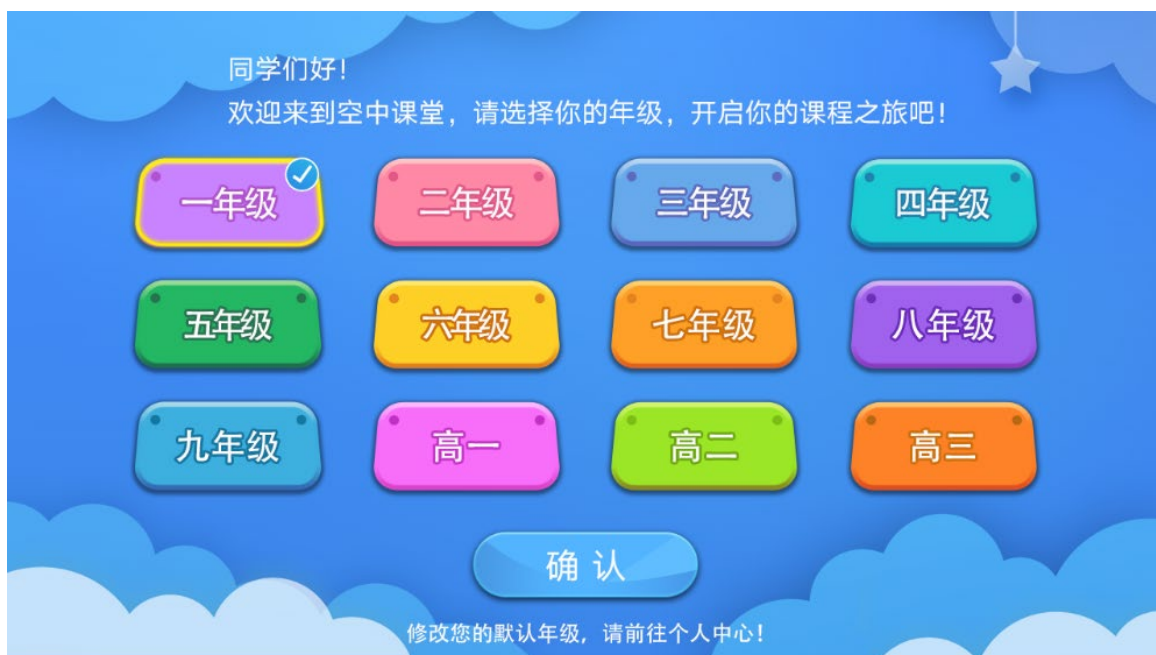 同学们好!
欢迎来到空中课堂，请选择你的年级，开启你的课程之旅吧!
一年级 二年级 三年级 四年级
五年级 六年级 七年级 八年级
九年级 高一 高二 高三
确 认
修改您的默认年级，请前往个人中心!